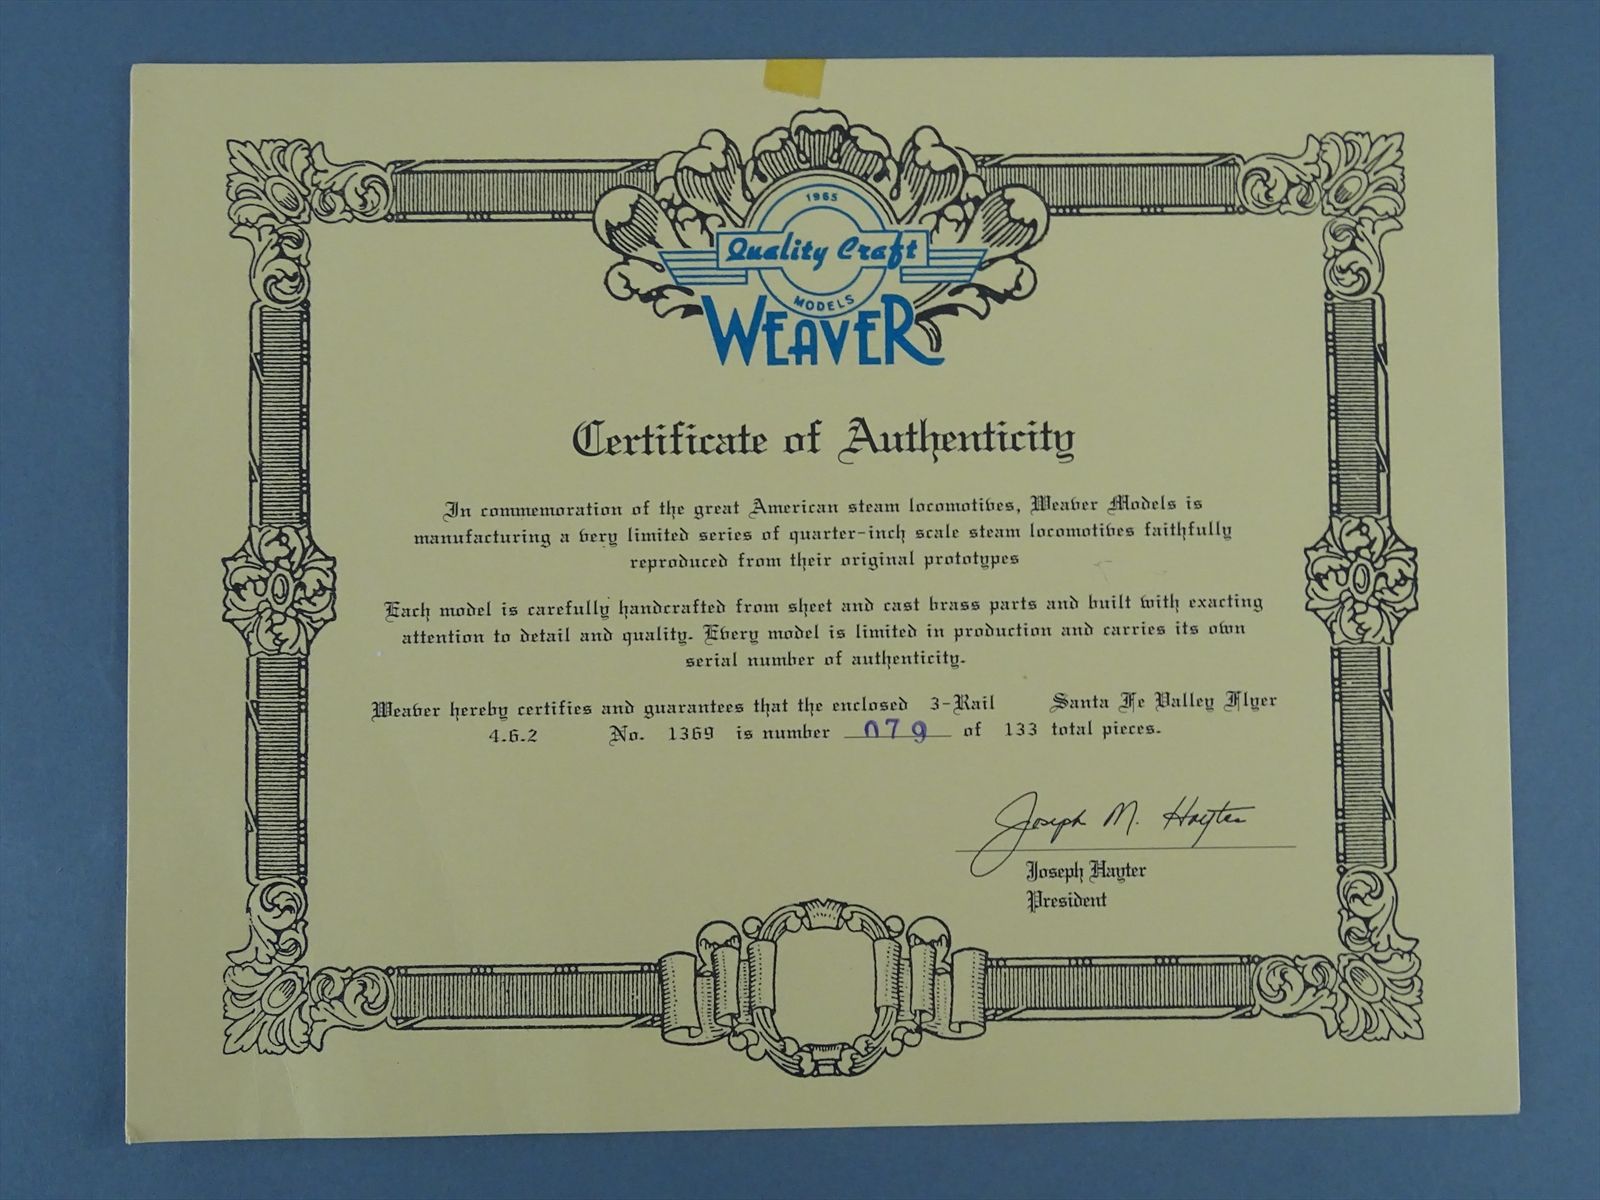 1965
Quality Craft
MODELS
WEAVER
Certificate of Authenticity
In commemoration of the great American steam locomotives, Weaver Models is
manufacturing a very limited series of quarter-inch scale steam locomotives faithfully
reproduced from their original prototypes
Each model is carefully handcrafted from sheet and cast brass parts and built with exacting
attention to detail and quality. Every model is limited in production and carries its own
serial number of authenticity.
Weaver hereby certifies and guarantees that the enclosed 3-Rail Santa Fe Valley Flyer
4.6.2 No. 1369 is number 079 of 133 total pieces.
Joseph M. Hayter
Joseph Hayter
President